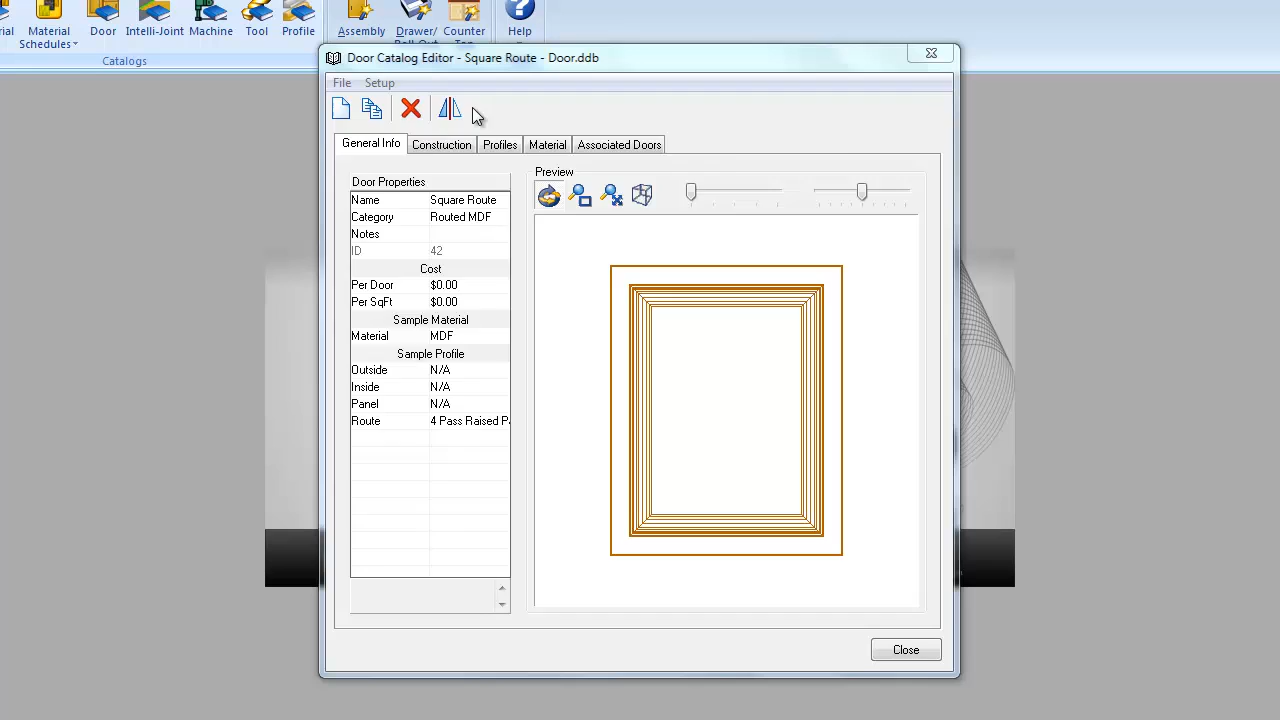 Material
Schedules
Door
Intelli-Joint
Machine
Tool
Profile
Assembly
Drawer/
Counter
Help
Catalogs
Door Catalog Editor - Square Route - Door.ddb
File Setup
General Info Construction Profiles Material Associated Doors
Door Properties
Name Square Route
Category Routed MDF
Notes
ID 42
Cost
Per Door $0.00
Per SqFt $0.00
Sample Material
Material MDF
Sample Profile
Outside N/A
Inside N/A
Panel N/A
Route 4 Pass Raised P
Preview
Close